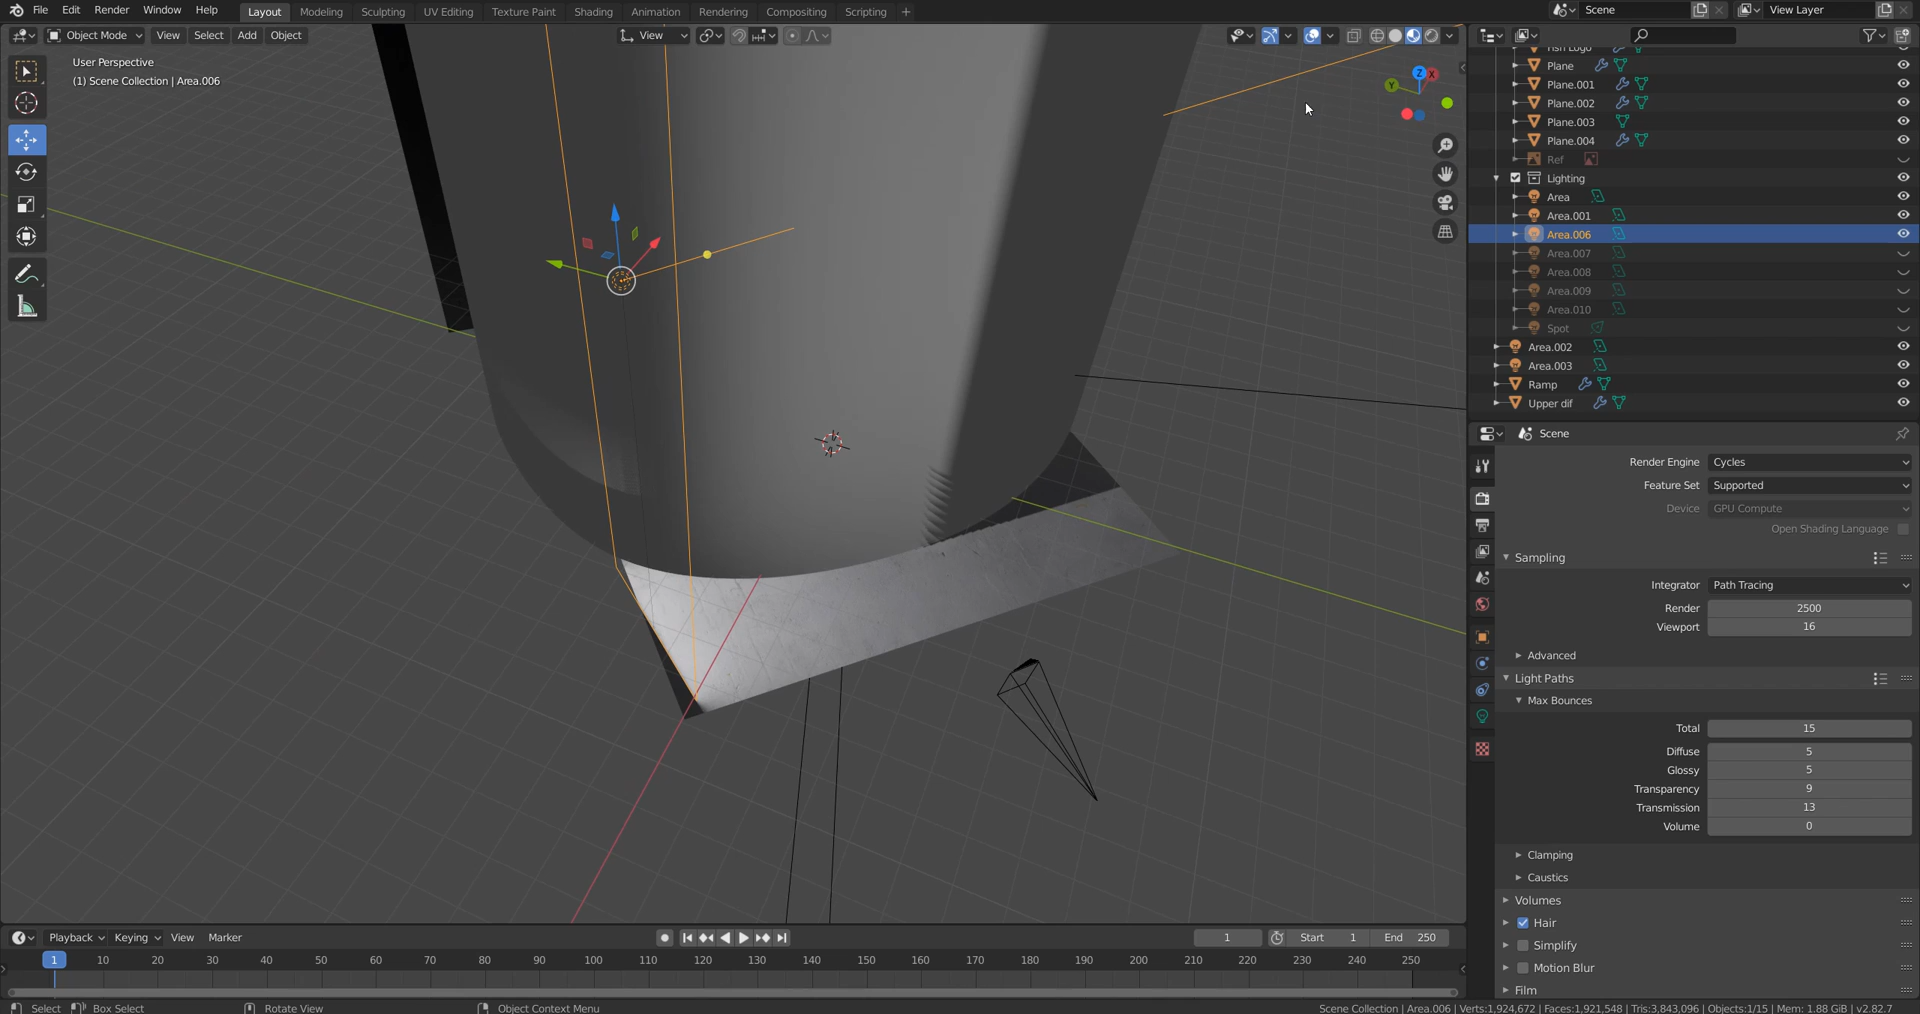 File Edit Render Window Help Layout Modeling Sculpting UV Editing Texture Paint Shading Animation Rendering Compositing Scripting + Scene View Layer
Object Mode View Select Add Object View
User Perspective
(1) Scene Collection | Area.006
Z
X
Y
Fish Logo
Plane
Plane.001
Plane.002
Plane.003
Plane.004
Ref
Lighting
Area
Area.001
Area.006
Area.007
Area.008
Area.009
Area.010
Spot
Area.002
Area.003
Ramp
Upper dif
Scene
Render Engine Cycles
Feature Set Supported
Device GPU Compute
Open Shading Language
Sampling
Integrator Path Tracing
Render 2500
Viewport 16
Advanced
Light Paths
Max Bounces
Total 15
Diffuse 5
Glossy 5
Transparency 9
Transmission 13
Volume 0
Clamping
Caustics
Volumes
Hair
Simplify
Motion Blur
Film
Playback Keying View Marker 1 Start 1 End 250
1 10 20 30 40 50 60 70 80 90 100 110 120 130 140 150 160 170 180 190 200 210 220 230 240 250
Select Box Select Rotate View Object Context Menu Scene Collection | Area.006 | Verts:1,924,672 | Faces:1,921,548 | Tris:3,843,096 | Objects:1/15 | Mem: 1.88 GiB | v2.82.7